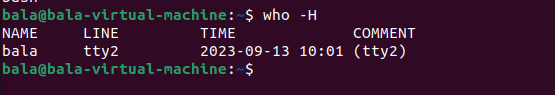 bala@bala-virtual-machine:~$ who -H
NAME     LINE         TIME             COMMENT
bala     tty2         2023-09-13 10:01 (tty2)
bala@bala-virtual-machine:~$